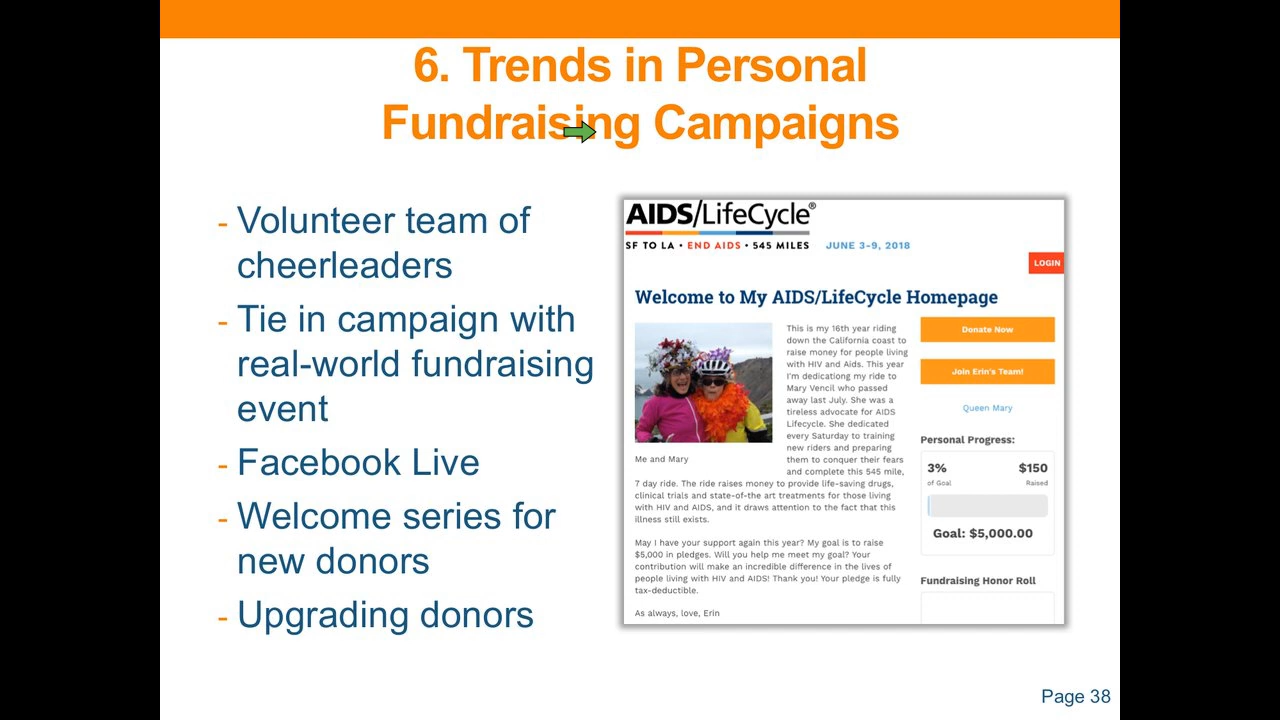 6. Trends in Personal
Fundraising Campaigns
- Volunteer team of
cheerleaders
- Tie in campaign with
real-world fundraising
event
- Facebook Live
- Welcome series for
new donors
- Upgrading donors
AIDS/LifeCycle®
SF TO LA • END AIDS • 545 MILES JUNE 3-9, 2018
LOGIN
Welcome to My AIDS/LifeCycle Homepage
Me and Mary
This is my 16th year riding
down the California coast to
raise money for people living
with HIV and Aids. This year
I'm dedicationg my ride to
Mary Vencil who passed
away last July. She was a
tireless advocate for AIDS
Lifecycle. She dedicated
every Saturday to training
new riders and preparing
them to conquer their fears
and complete this 545 mile,
7 day ride. The ride raises money to provide life-saving drugs,
clinical trials and state-of-the art treatments for those living
with HIV and AIDS, and it draws attention to the fact that this
illness still exists.
May I have your support again this year? My goal is to raise
$5,000 in pledges. Will you help me meet my goal? Your
contribution will make an incredible difference in the lives of
people living with HIV and AIDS! Thank you! Your pledge is fully
tax-deductible.
As always, love, Erin
Donate Now
Join Erin's Team!
Queen Mary
Personal Progress:
3% $150
of Goal Raised
Goal: $5,000.00
Fundraising Honor Roll
Page 38